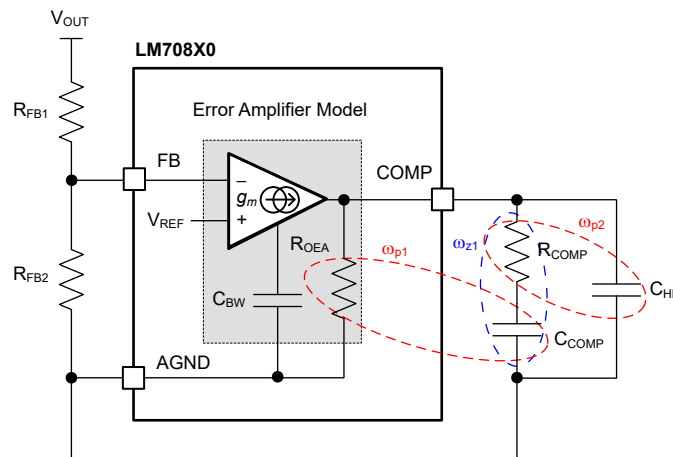 VOUT
LM708X0
RFB1
Error Amplifier Model
FB
COMP
gm
−
+
VREF
ROEA
ωp1
ωz1
ωp2
RCOMP
RFB2
CBW
CHI
CCOMP
AGND